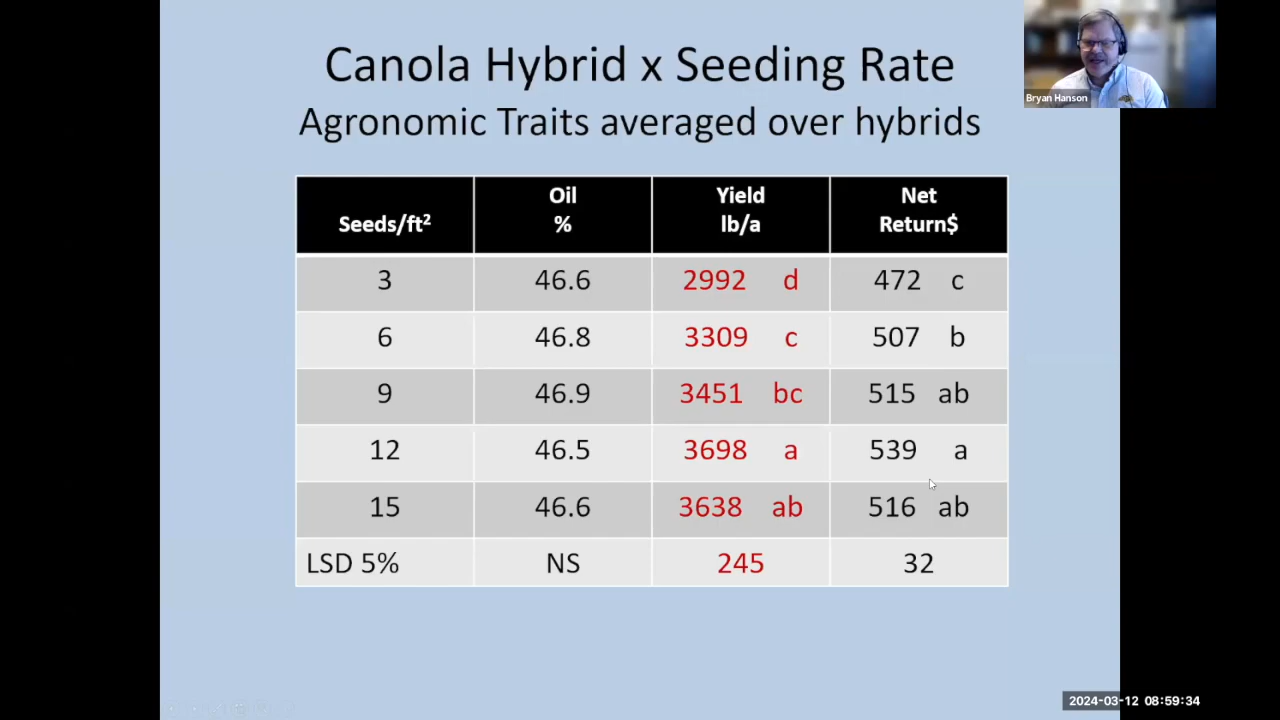 Canola Hybrid x Seeding Rate
Agronomic Traits averaged over hybrids
Bryan Hanson
Seeds/ft² Oil % Yield lb/a Net Return$
3 46.6 2992 d 472 c
6 46.8 3309 c 507 b
9 46.9 3451 bc 515 ab
12 46.5 3698 a 539 a
15 46.6 3638 ab 516 ab
LSD 5% NS 245 32
2024-03-12 08:59:34